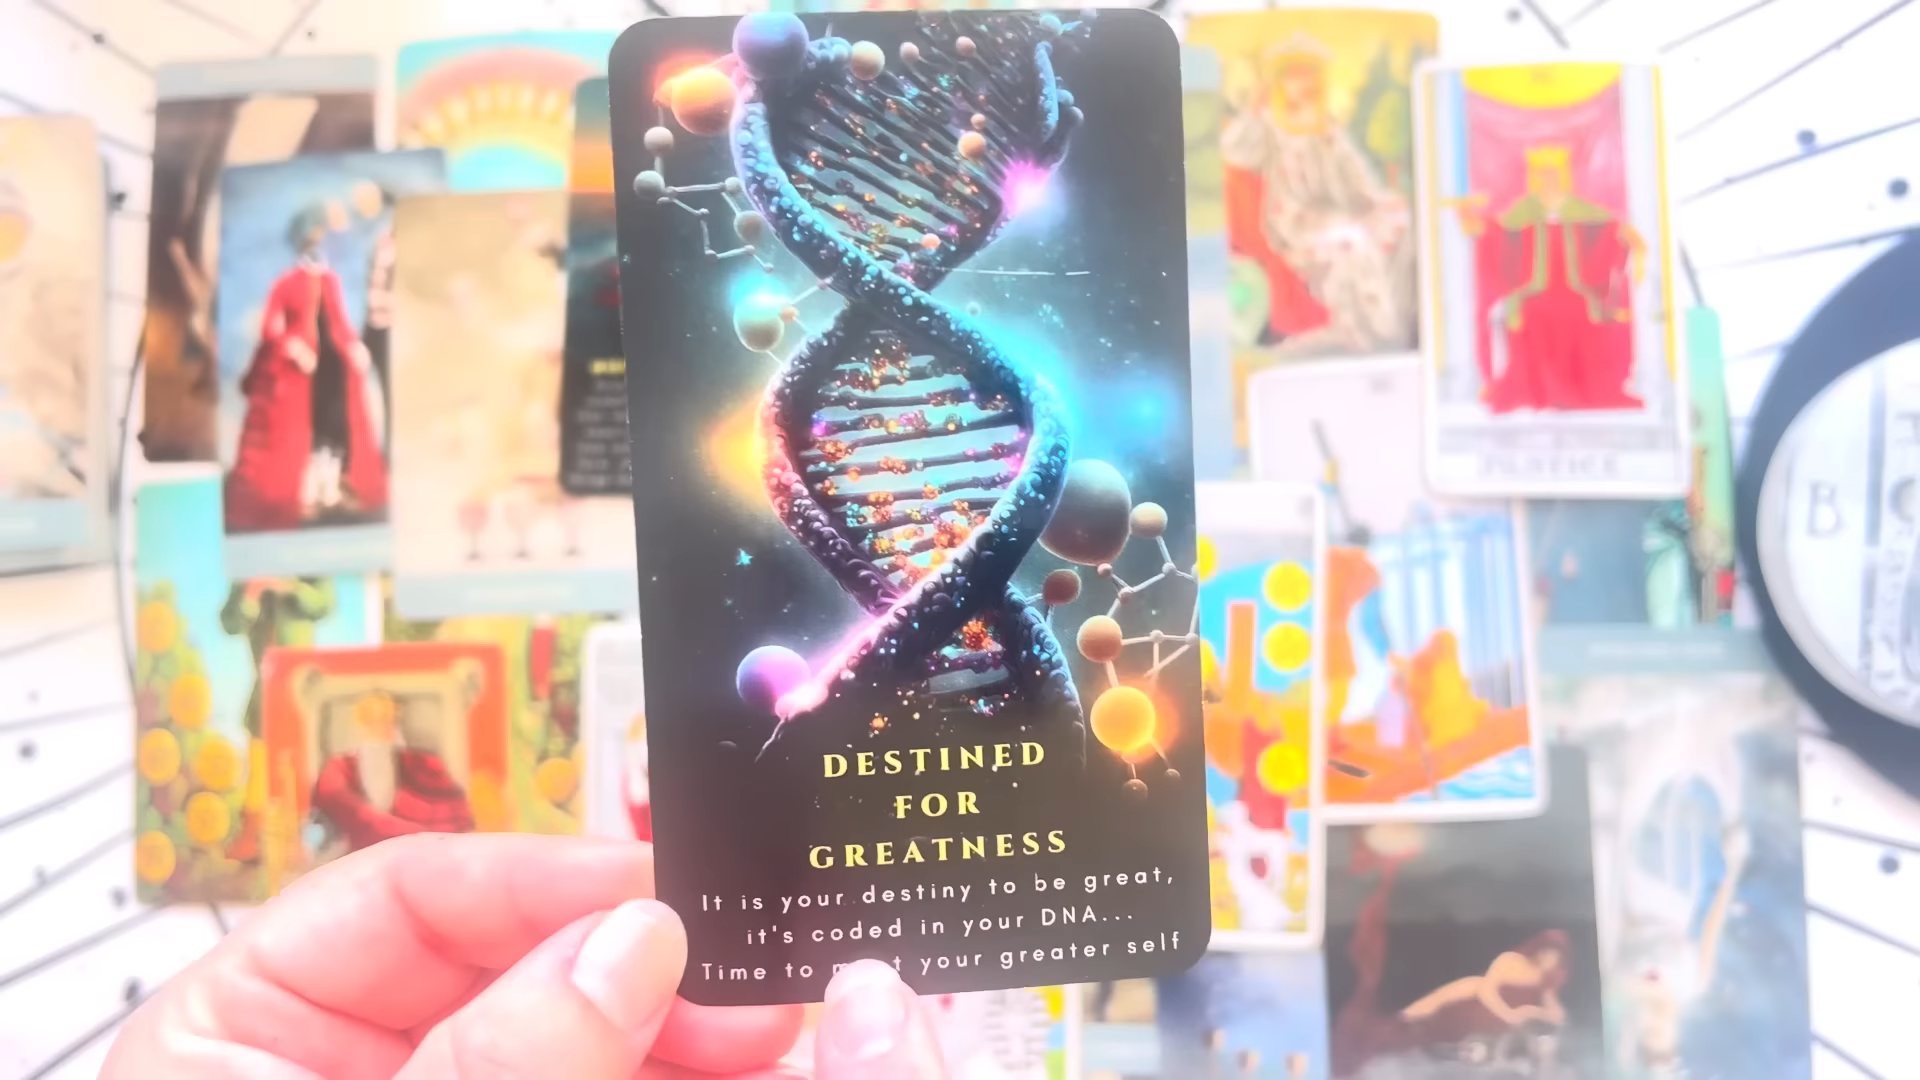 DESTINED
FOR
GREATNESS
It is your destiny to be great,
it's coded in your DNA...
Time to your greater self
JUSTICE
B